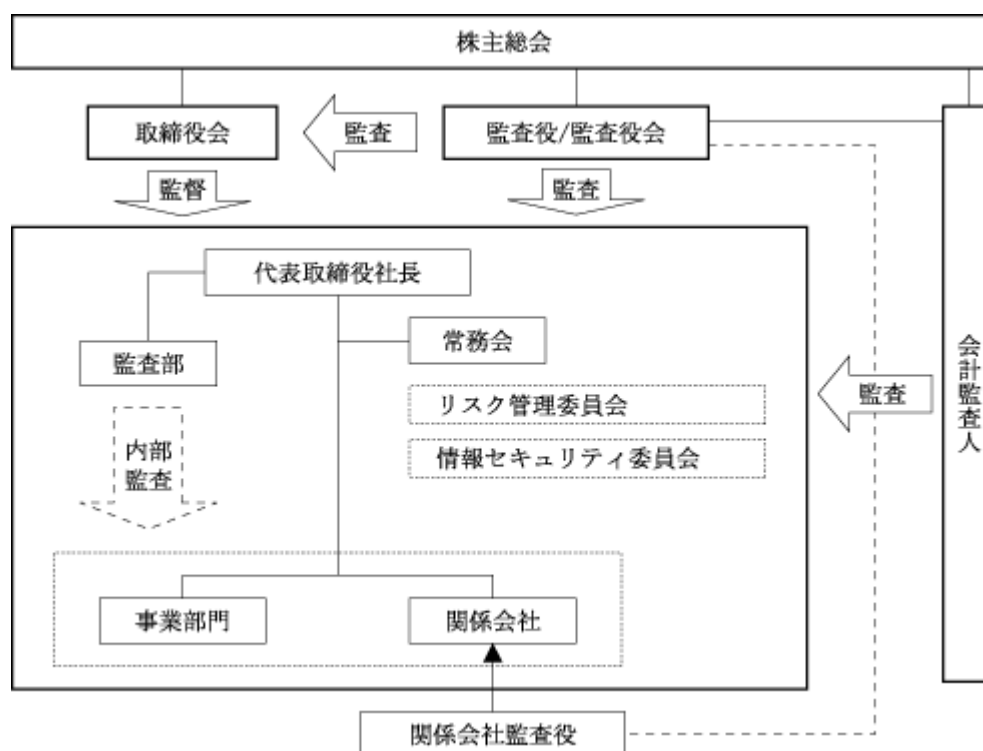 株主総会
取締役会
監査
監査役/監査役会
監督
監査
代表取締役社長
常務会
監査部
リスク管理委員会
情報セキュリティ委員会
内部
監査
監査
会計監査人
事業部門
関係会社
関係会社監査役